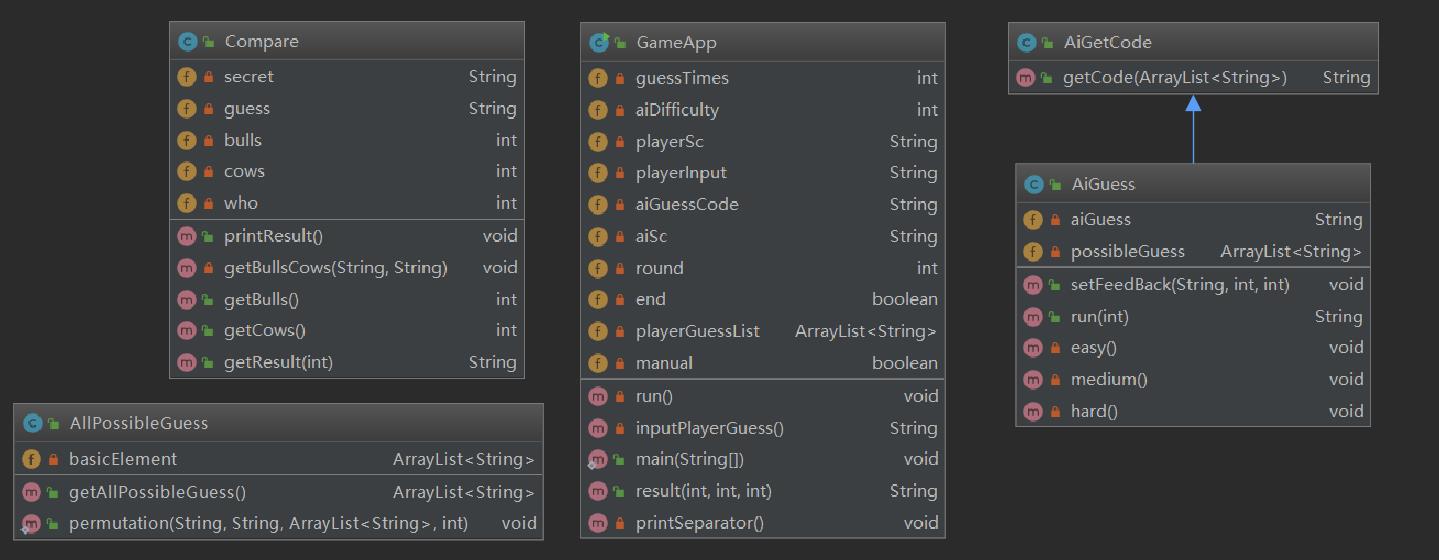 Compare
secret String
guess String
bulls int
cows int
who int
printResult() void
getBullsCows(String, String) void
getBulls() int
getCows() int
getResult(int) String
AllPossibleGuess
basicElement ArrayList<String>
getAllPossibleGuess() ArrayList<String>
permutation(String, String, ArrayList<String>, int) void
GameApp
guessTimes int
aiDifficulty int
playerSc String
playerInput String
aiGuessCode String
aiSc String
round int
end boolean
playerGuessList ArrayList<String>
manual boolean
run() void
inputPlayerGuess() String
main(String[]) void
result(int, int, int) String
printSeparator() void
AiGetCode
getCode(ArrayList<String>) String
AiGuess
aiGuess String
possibleGuess ArrayList<String>
setFeedBack(String, int, int) void
run(int) String
easy() void
medium() void
hard() void